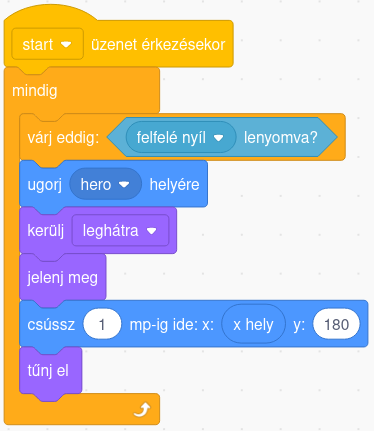 start üzenet érkezésekor
mindig
várj eddig: felfelé nyíl lenyomva?
ugorj hero helyére
kerülj leghátra
jelenj meg
csússz 1 mp-ig ide: x: x hely y: 180
tűnj el